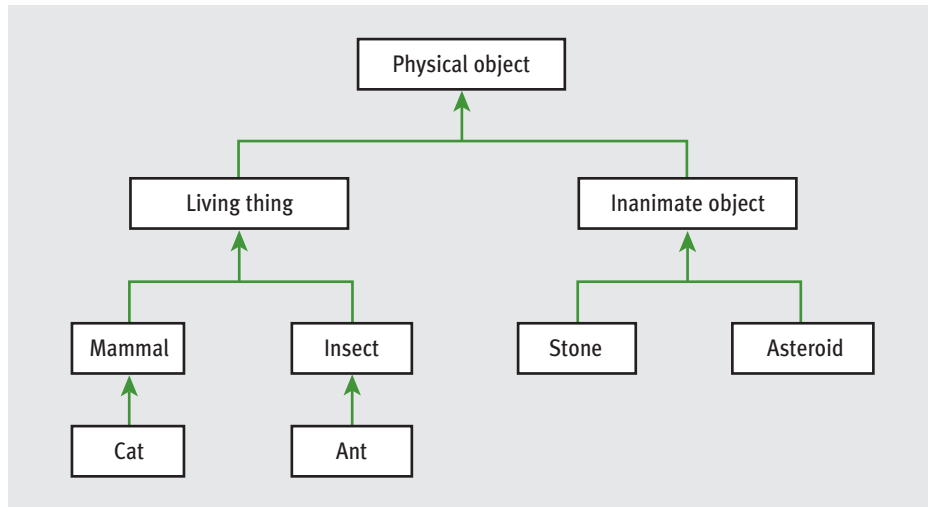 Physical object
Living thing
Inanimate object
Mammal
Insect
Stone
Asteroid
Cat
Ant